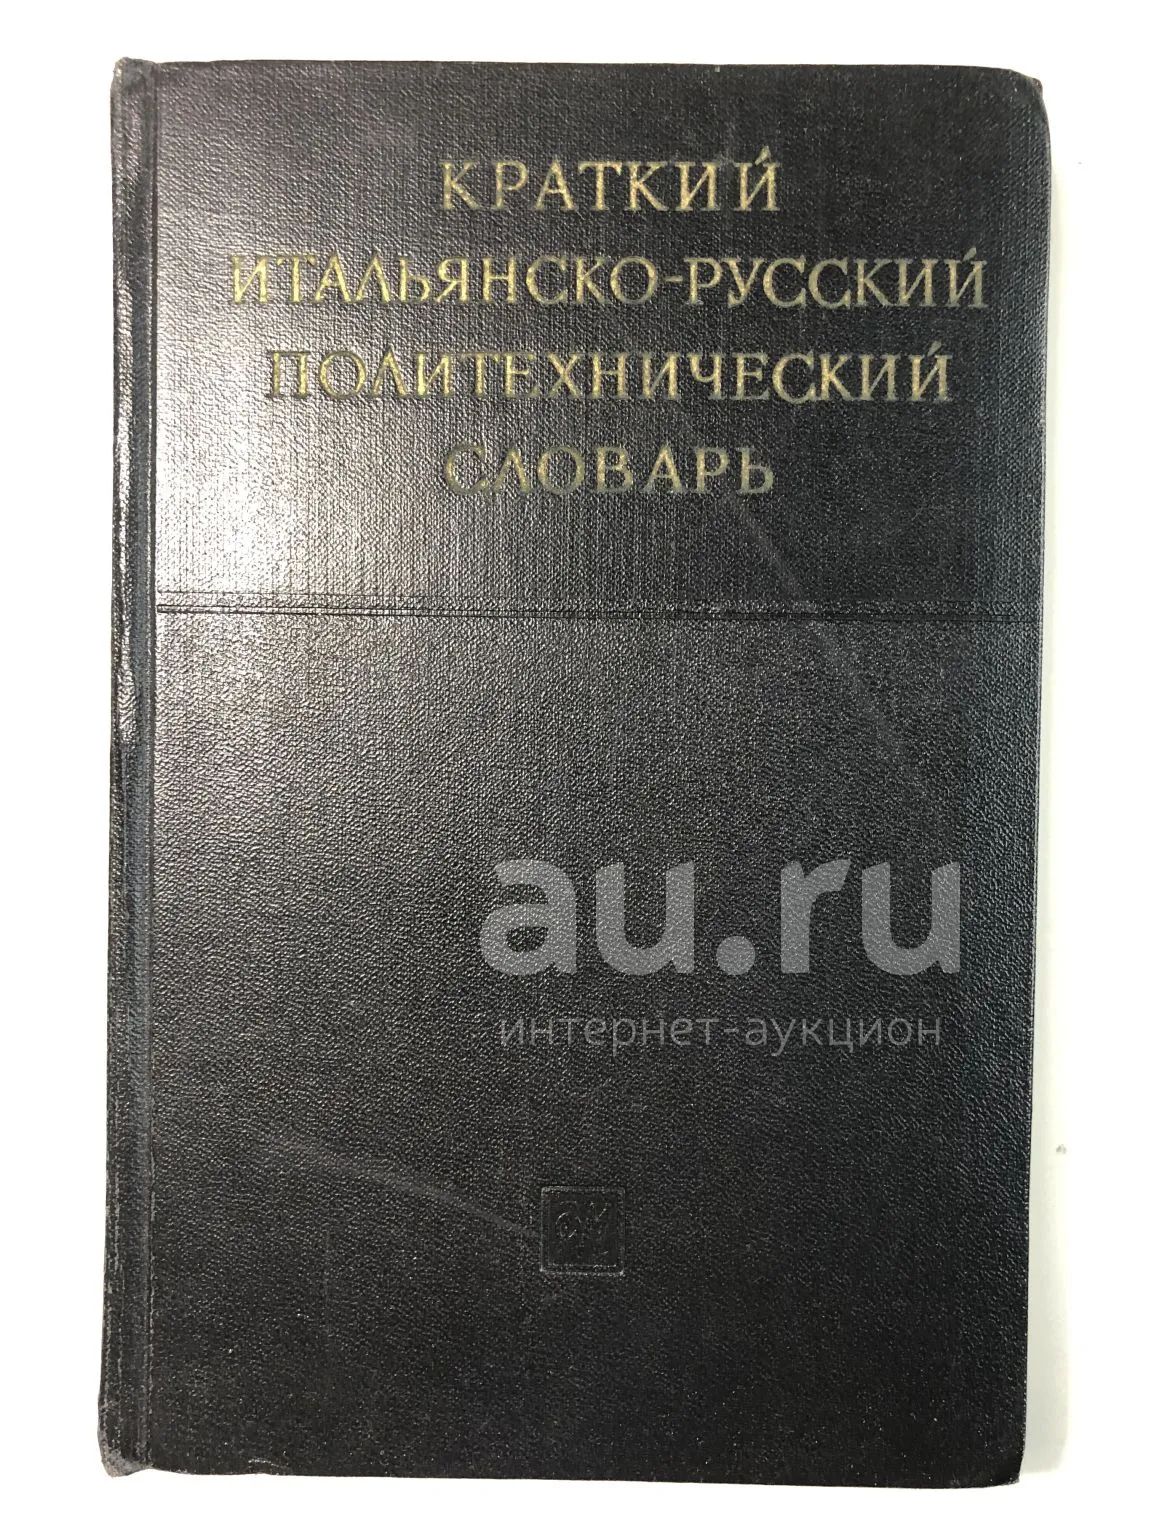 КРАТКИЙ
ИТАЛЬЯНСКО-РУССКИЙ
ПОЛИТЕХНИЧЕСКИЙ
СЛОВАРЬ
au.ru
интернет-аукцион